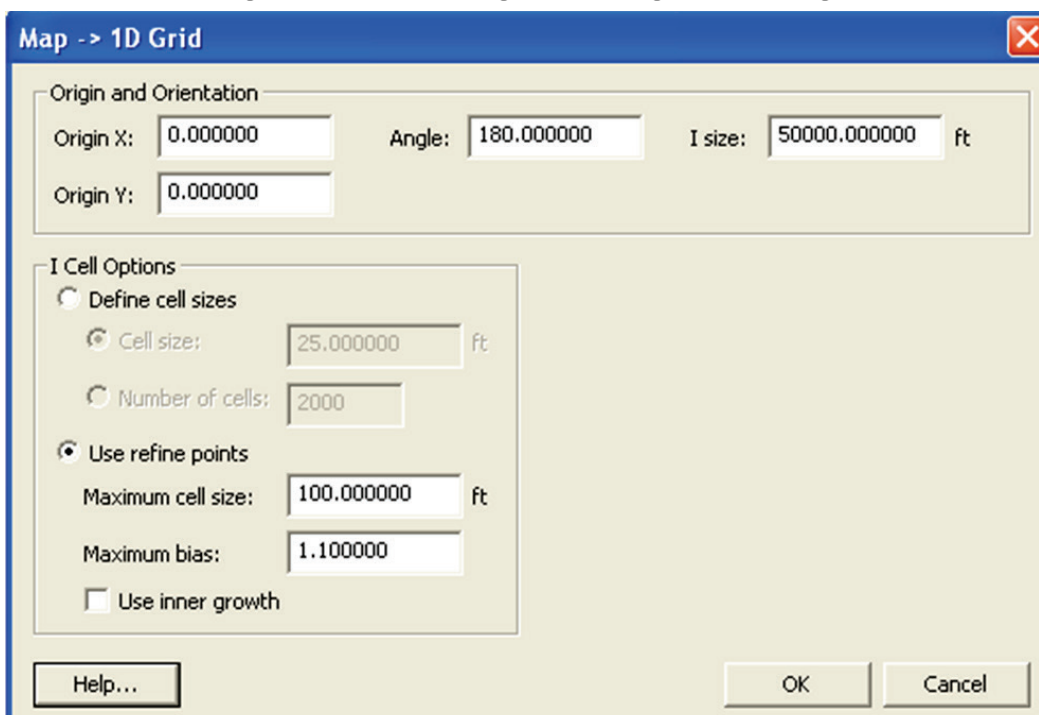 Map -> 1D Grid
Origin and Orientation
Origin X: 0.000000 Angle: 180.000000 I size: 50000.000000 ft
Origin Y: 0.000000
I Cell Options
Define cell sizes
Cell size: 25.000000 ft
Number of cells: 2000
Use refine points
Maximum cell size: 100.000000 ft
Maximum bias: 1.100000
Use inner growth
Help... OK Cancel